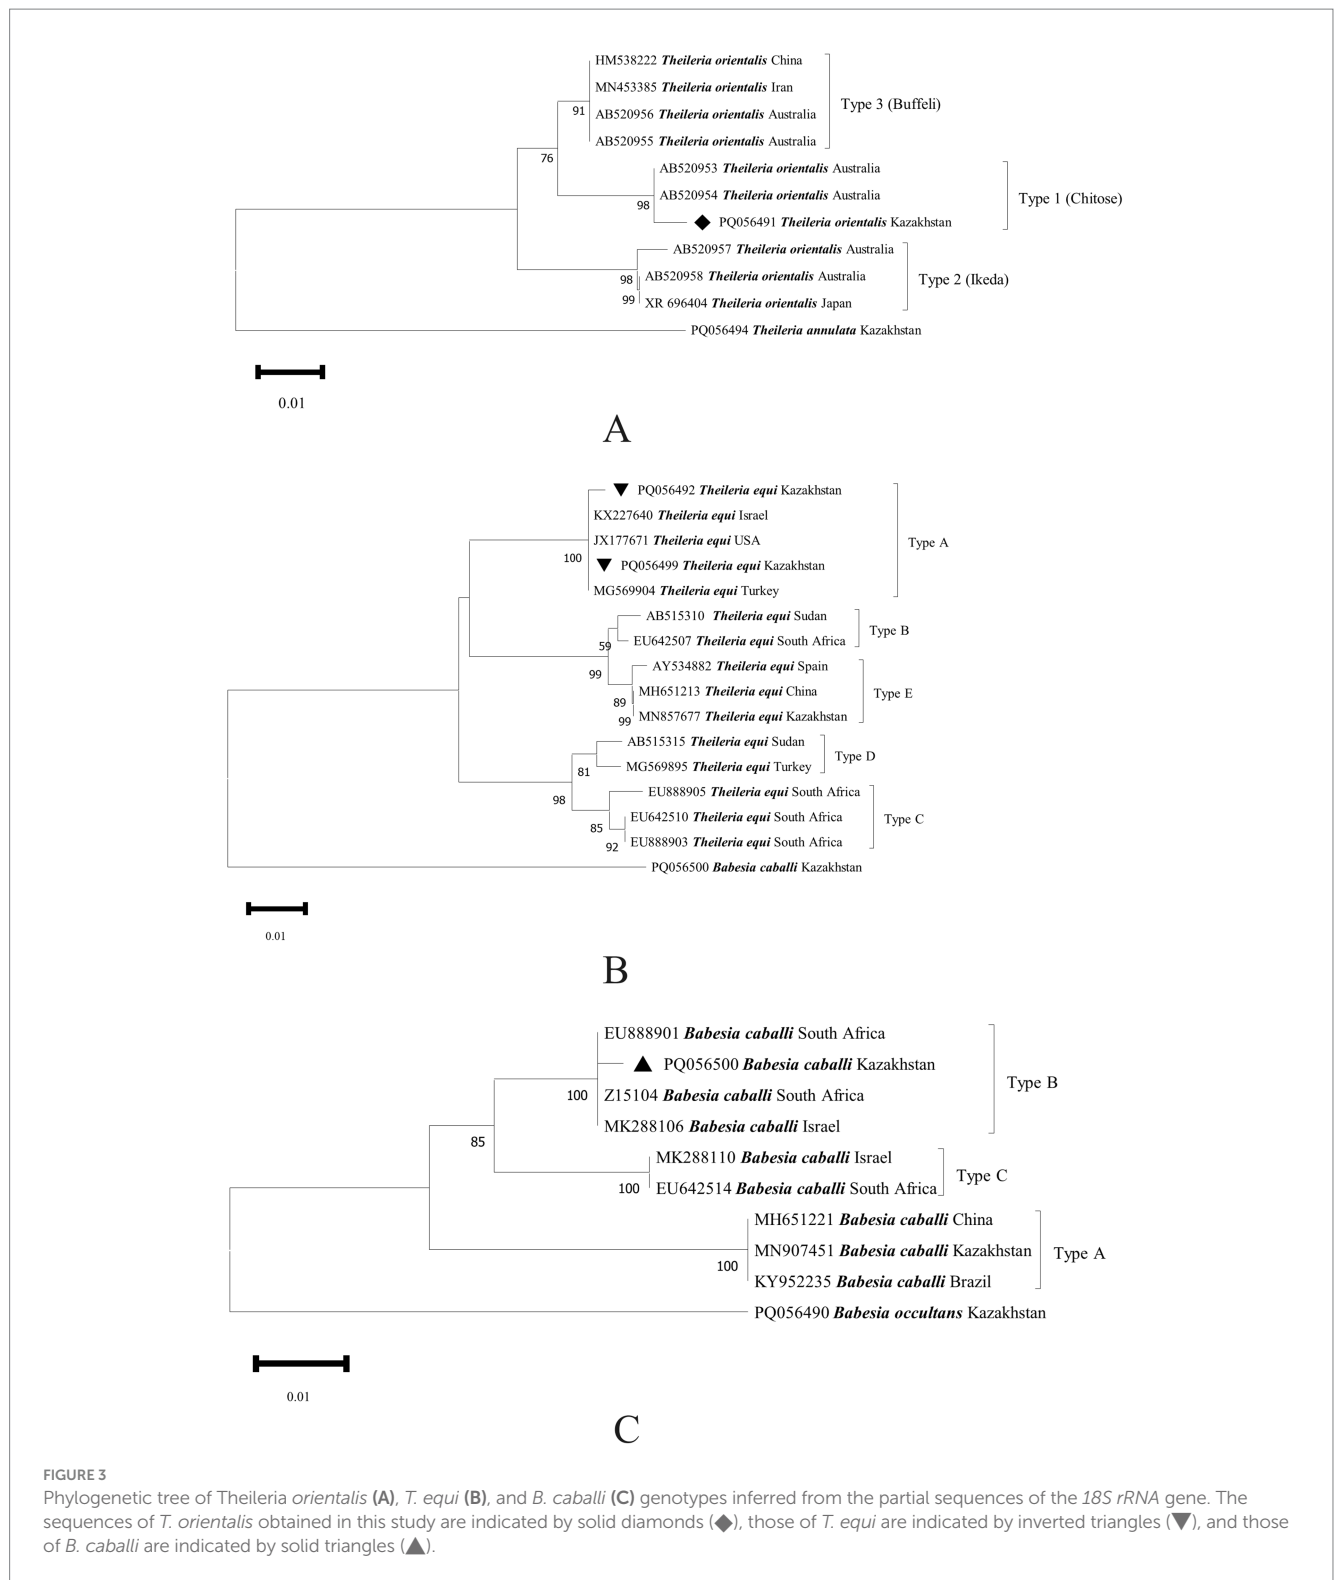 HM538222 Theileria orientalis China
MN453385 Theileria orientalis Iran
AB520956 Theileria orientalis Australia
AB520955 Theileria orientalis Australia
Type 3 (Buffeli)
91
76
AB520953 Theileria orientalis Australia
AB520954 Theileria orientalis Australia
PQ056491 Theileria orientalis Kazakhstan
Type 1 (Chitose)
98
AB520957 Theileria orientalis Australia
AB520958 Theileria orientalis Australia
XR 696404 Theileria orientalis Japan
Type 2 (Ikeda)
98
99
PQ056494 Theileria annulata Kazakhstan
0.01
A
PQ056492 Theileria equi Kazakhstan
KX227640 Theileria equi Israel
JX177671 Theileria equi USA
PQ056499 Theileria equi Kazakhstan
MG569904 Theileria equi Turkey
Type A
100
AB515310 Theileria equi Sudan
EU642507 Theileria equi South Africa
Type B
59
99
AY534882 Theileria equi Spain
MH651213 Theileria equi China
MN857677 Theileria equi Kazakhstan
Type E
89
99
AB515315 Theileria equi Sudan
MG569895 Theileria equi Turkey
Type D
81
98
EU888905 Theileria equi South Africa
EU642510 Theileria equi South Africa
EU888903 Theileria equi South Africa
Type C
85
92
PQ056500 Babesia caballi Kazakhstan
0.01
B
EU888901 Babesia caballi South Africa
PQ056500 Babesia caballi Kazakhstan
Z15104 Babesia caballi South Africa
MK288106 Babesia caballi Israel
Type B
100
85
MK288110 Babesia caballi Israel
EU642514 Babesia caballi South Africa
Type C
100
MH651221 Babesia caballi China
MN907451 Babesia caballi Kazakhstan
KY952235 Babesia caballi Brazil
Type A
100
PQ056490 Babesia occultans Kazakhstan
0.01
C
FIGURE 3
Phylogenetic tree of Theileria orientalis (A), T. equi (B), and B. caballi (C) genotypes inferred from the partial sequences of the 18S rRNA gene. The
sequences of T. orientalis obtained in this study are indicated by solid diamonds (◆), those of T. equi are indicated by inverted triangles (▼), and those
of B. caballi are indicated by solid triangles (▲).